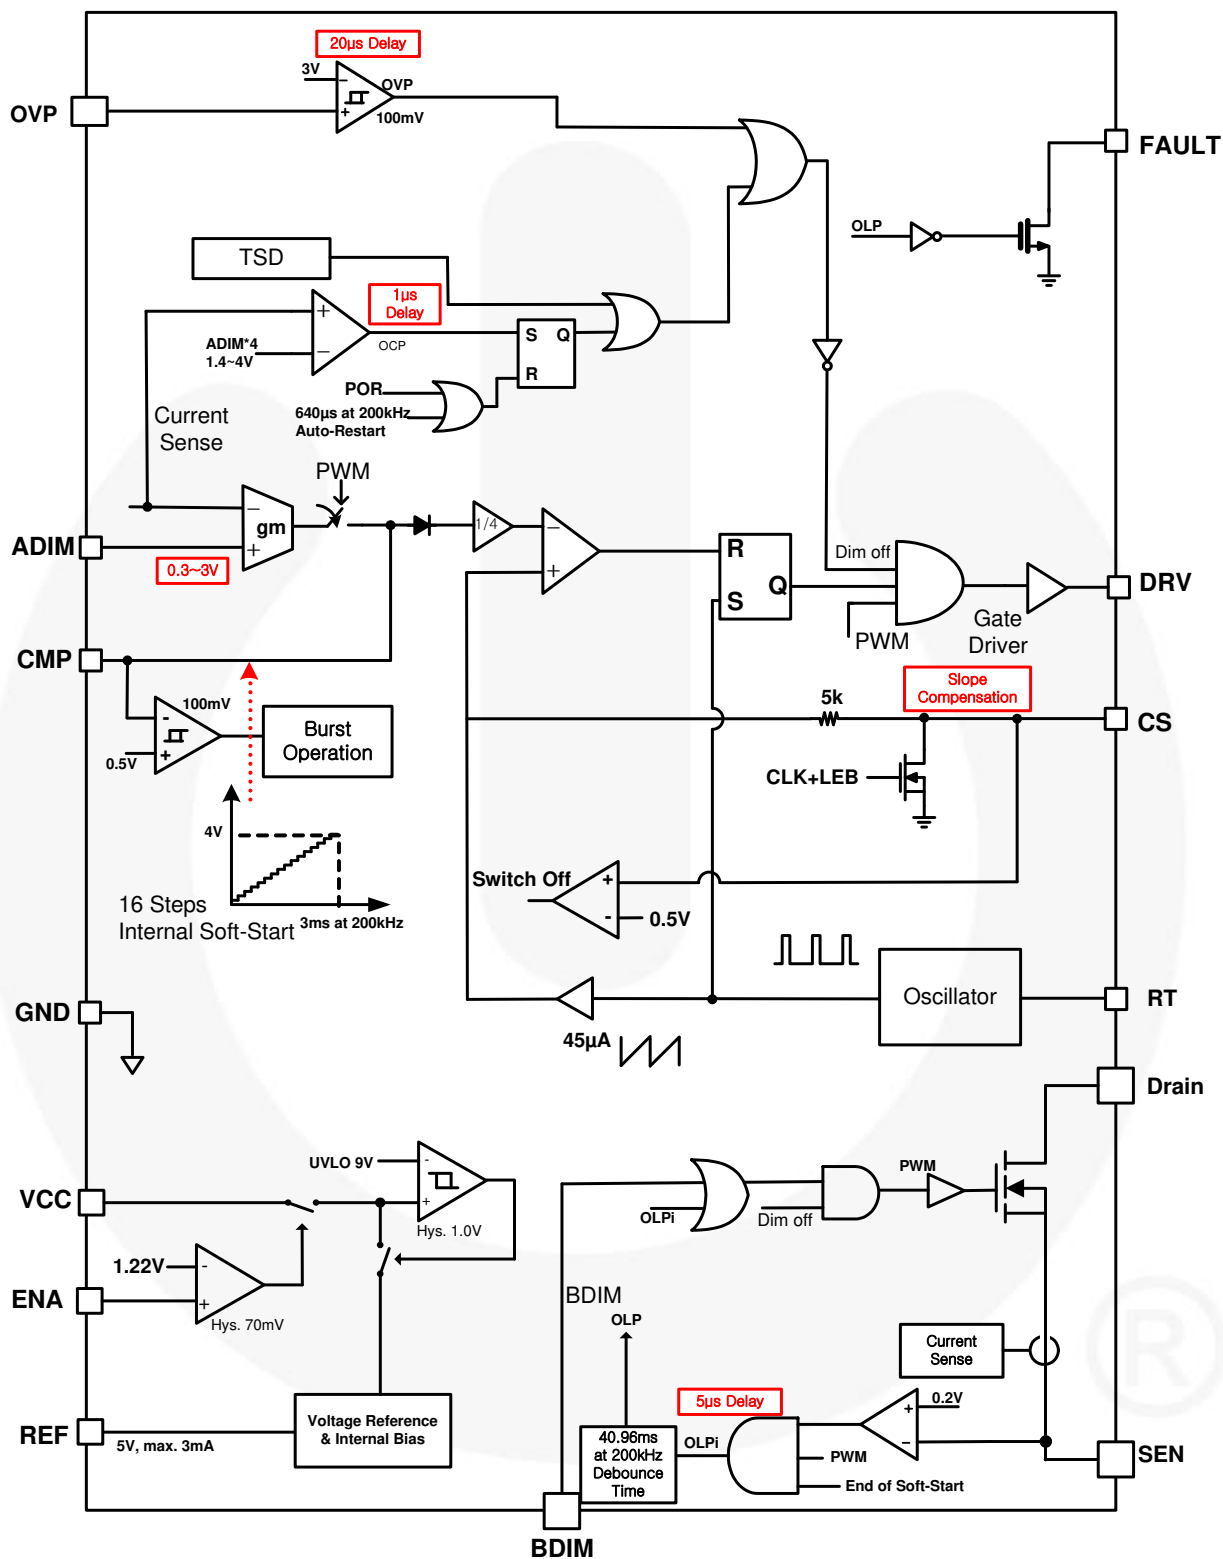 20µs Delay
3V
−
OVP
+
100mV
OVP
FAULT
OLP
TSD
1µs
Delay
+
S
Q
ADIM*4
−
OCP
1.4~4V
R
POR
640µs at 200kHz
Auto-Restart
Current
Sense
PWM
−
gm
+
1/4
−
+
ADIM
0.3~3V
R
Q
S
Dim off
PWM
Gate
Driver
DRV
CMP
100mV
-
+
0.5V
Burst
Operation
5k
Slope
Compensation
CS
CLK+LEB
4V
16 Steps
Internal Soft-Start
3ms at 200kHz
Switch Off
+
-
0.5V
GND
45µA
Oscillator
RT
Drain
UVLO 9V
-
+
Hys. 1.0V
VCC
OLPi
Dim off
PWM
1.22V
-
+
ENA
Hys. 70mV
BDIM
OLP
Current
Sense
5µs Delay
0.2V
+
−
REF
5V, max. 3mA
Voltage Reference
& Internal Bias
40.96ms
at 200kHz
Debounce
Time
OLPi
PWM
End of Soft-Start
SEN
BDIM
®